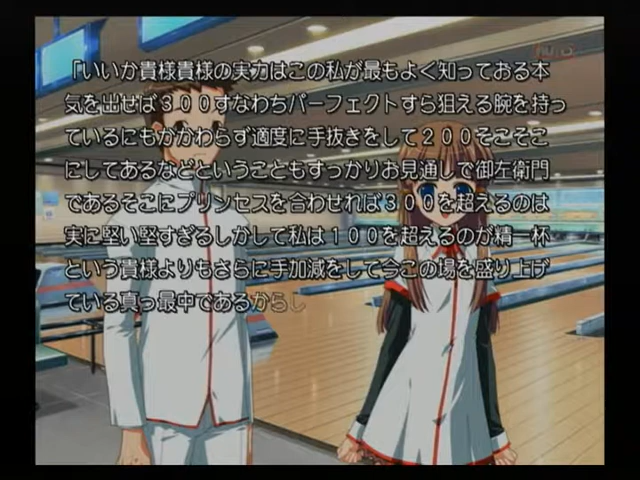 AUTO
「いいか貴様貴様の実力はこの私が最もよく知っておる本
気を出せば３００すなわちパーフェクトすら狙える腕を持っ
ているにもかかわらず適度に手抜きをして２００そこそこ
にしてあるなどということもすっかりお見通しで御左衛門
であるそこにプリンセスを合わせれば３００を超えるのは
実に堅い堅すぎるしかして私は１００を超えるのが精一杯
という貴様よりもさらに手加減をして今この場を盛り上げ
ている真っ最中であるからし